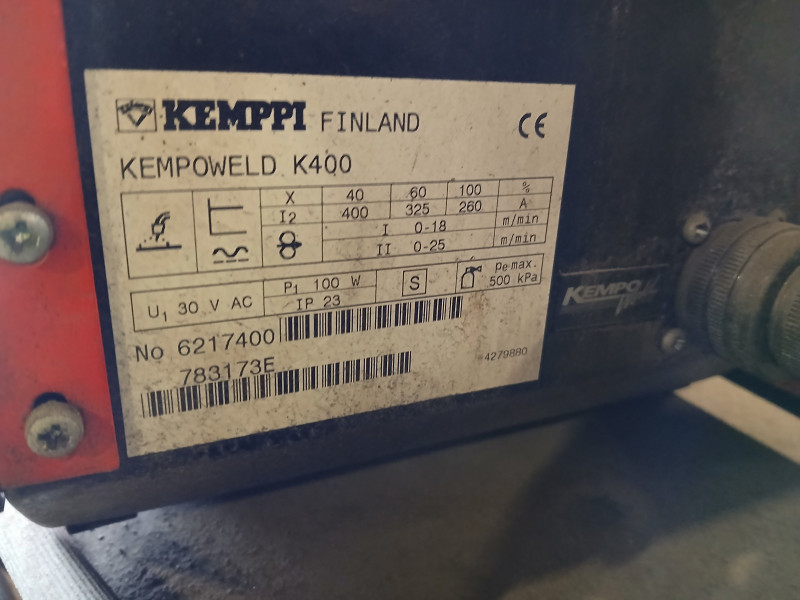 KEMPPI FINLAND CE
KEMPOWELD K400
X 40 60 100 %
I2 400 325 260 A
I 0-18 m/min
II 0-25 m/min
U1 30 V AC
P1 100 W
IP 23
S
pe max.
500 kPa
No 6217400
783173E
4279880
KEMPO